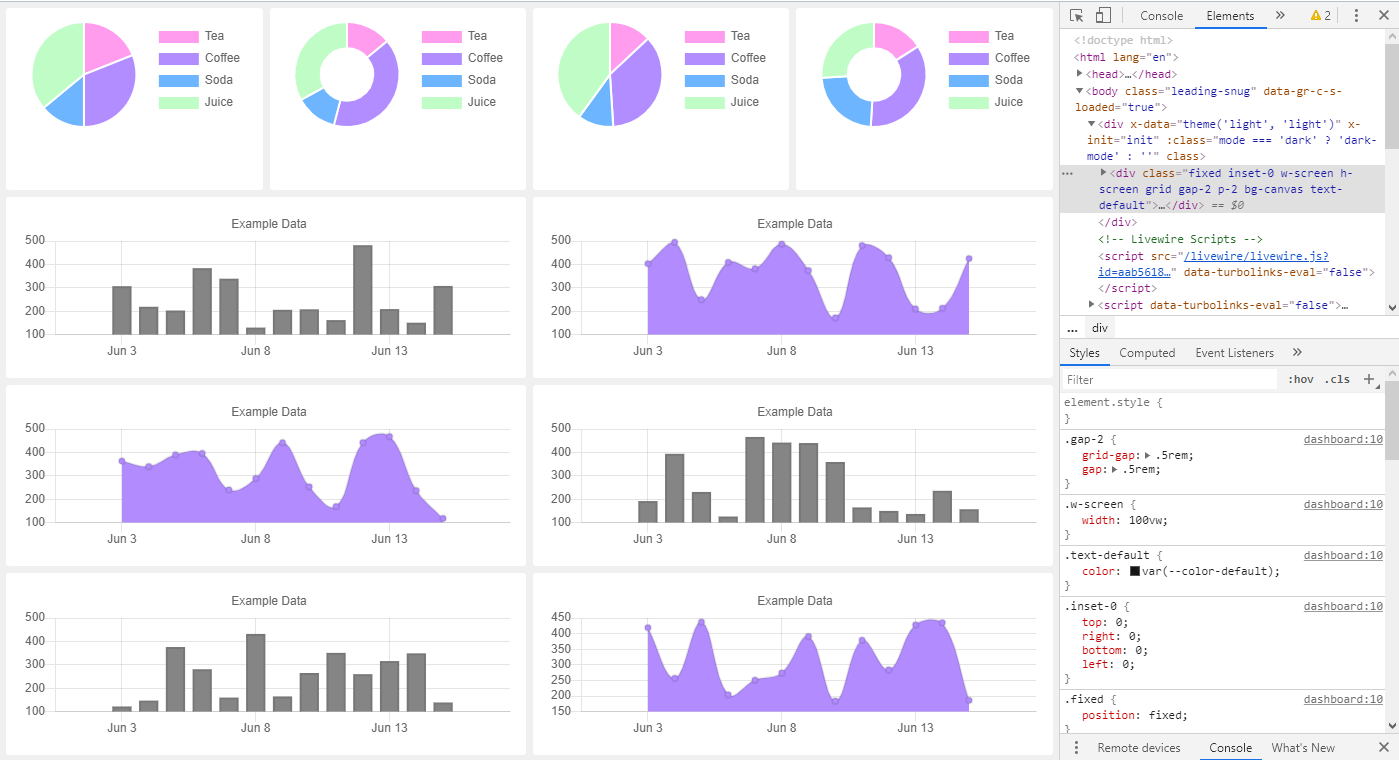 Tea
Coffee
Soda
Juice
Tea
Coffee
Soda
Juice
Tea
Coffee
Soda
Juice
Tea
Coffee
Soda
Juice
Example Data
500
400
300
200
100
Jun 3 Jun 8 Jun 13
Example Data
500
400
300
200
100
Jun 3 Jun 8 Jun 13
Example Data
500
400
300
200
100
Jun 3 Jun 8 Jun 13
Example Data
500
400
300
200
100
Jun 3 Jun 8 Jun 13
Example Data
500
400
300
200
100
Jun 3 Jun 8 Jun 13
Example Data
450
400
350
300
250
200
150
Jun 3 Jun 8 Jun 13
Console Elements » 2
<!doctype html>
<html lang="en">
<head>…</head>
<body class="leading-snug" data-gr-c-s-
loaded="true">
<div x-data="theme('light', 'light')" x-
init="init" :class="mode === 'dark' ? 'dark-
mode' : ''" class>
<div class="fixed inset-0 w-screen h-
screen grid gap-2 p-2 bg-canvas text-
default">…</div> == $0
</div>
<!-- Livewire Scripts -->
<script src="/livewire/livewire.js?
id=aab5618…" data-turbolinks-eval="false">
</script>
<script data-turbolinks-eval="false">…
... div
Styles Computed Event Listeners »
Filter :hov .cls +
element.style {
}
.gap-2 { dashboard:10
grid-gap: .5rem;
gap: .5rem;
}
.w-screen { dashboard:10
width: 100vw;
}
.text-default { dashboard:10
color: var(--color-default);
}
.inset-0 { dashboard:10
top: 0;
right: 0;
bottom: 0;
left: 0;
}
.fixed { dashboard:10
position: fixed;
}
Remote devices Console What's New